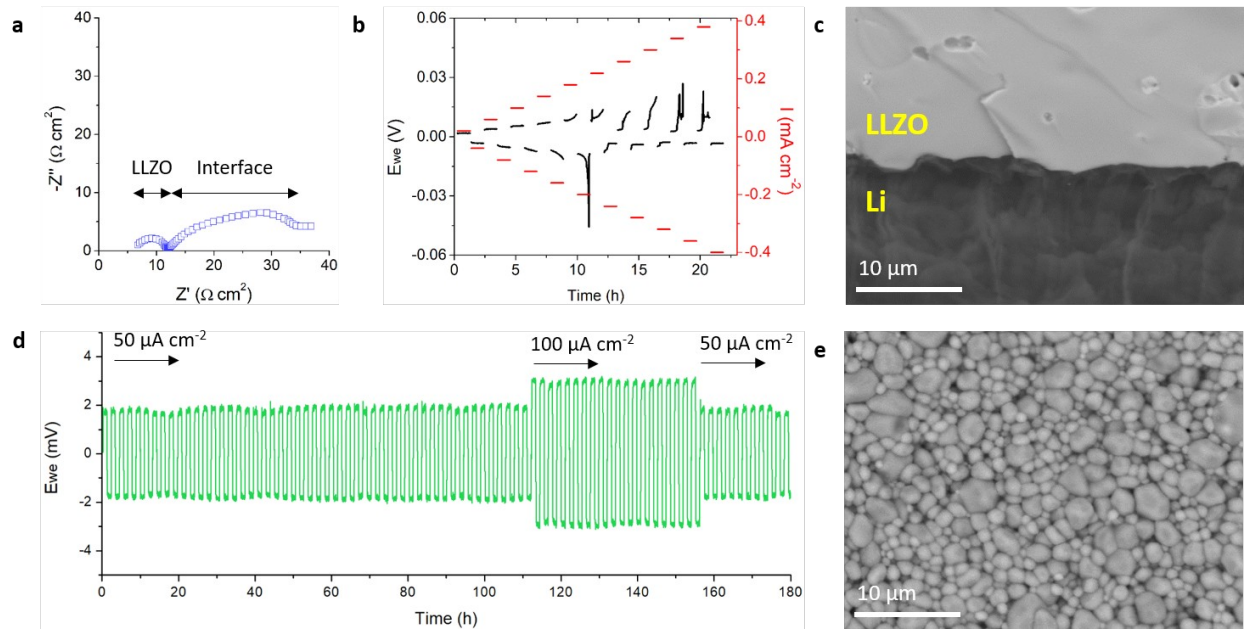 a
40
30
20
10
0
-Z'' (Ω cm²)
LLZO Interface
0 10 20 30 40
Z' (Ω cm²)
b
0.06
0.03
0.00
-0.03
-0.06
Ewe (V)
0 5 10 15 20
Time (h)
0.4
0.2
0.0
-0.2
-0.4
I (mA cm⁻²)
c
LLZO
Li
10 µm
d
50 µA cm⁻²
100 µA cm⁻²
50 µA cm⁻²
4
2
0
-2
-4
Ewe (mV)
0 20 40 60 80 100 120 140 160 180
Time (h)
e
10 µm